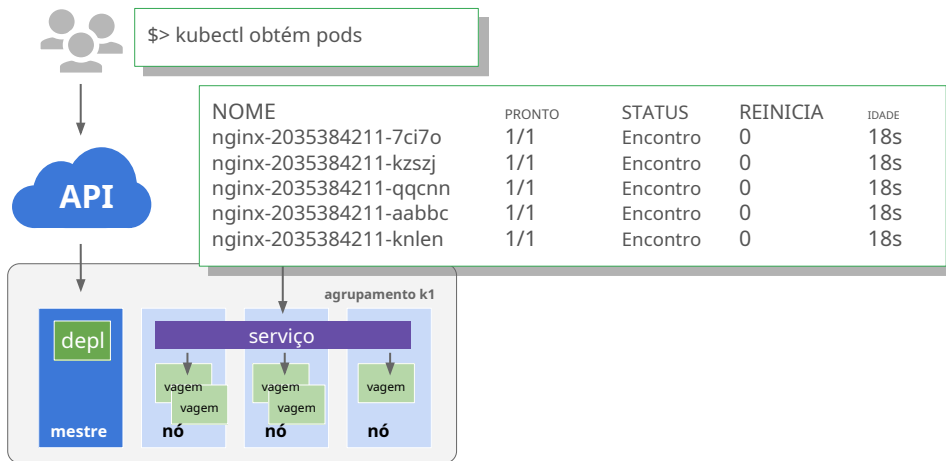 $> kubectl obtém pods
NOME PRONTO STATUS REINICIA IDADE
nginx-2035384211-7ci7o 1/1 Encontro 0 18s
nginx-2035384211-kzszj 1/1 Encontro 0 18s
nginx-2035384211-qqcnn 1/1 Encontro 0 18s
nginx-2035384211-aabbc 1/1 Encontro 0 18s
nginx-2035384211-knlen 1/1 Encontro 0 18s
API
agrupamento k1
depl
serviço
vagem
vagem
vagem
vagem
vagem
mestre
nó
nó
nó